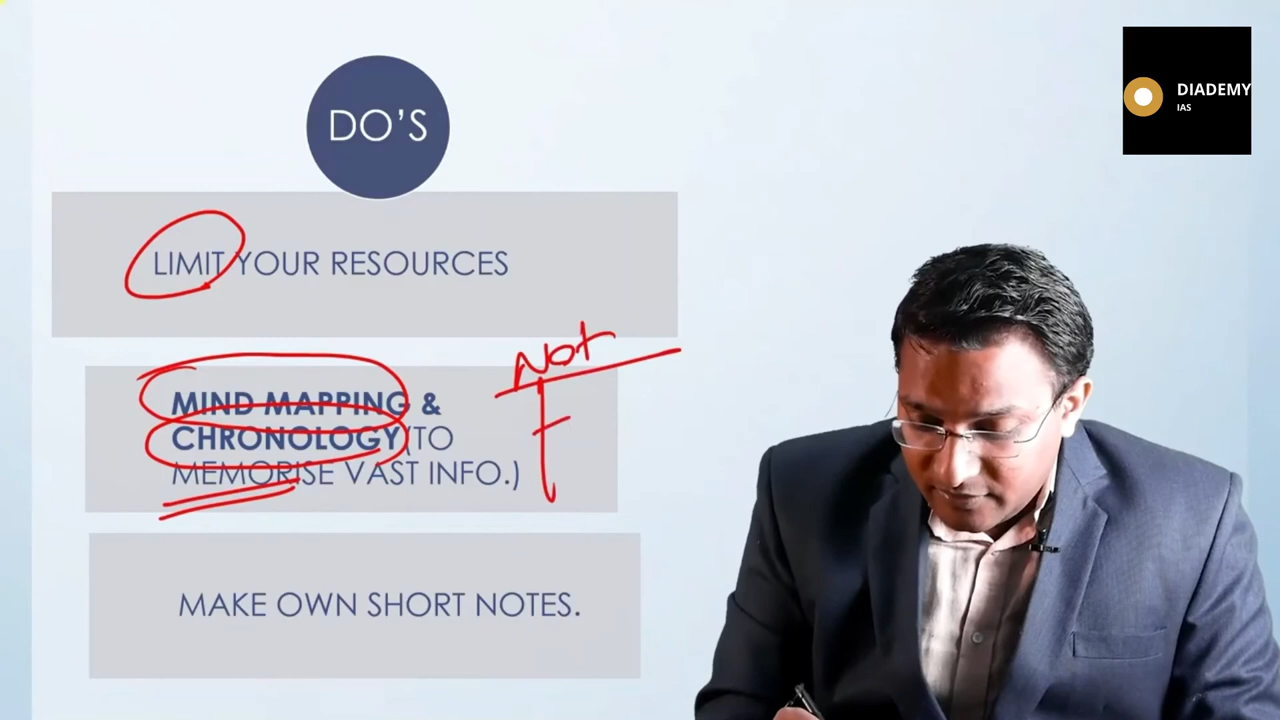 DIADEMY
IAS
DO'S
LIMIT YOUR RESOURCES
Not
MIND MAPPING &
CHRONOLOGY(TO
MEMORISE VAST INFO.)
MAKE OWN SHORT NOTES.